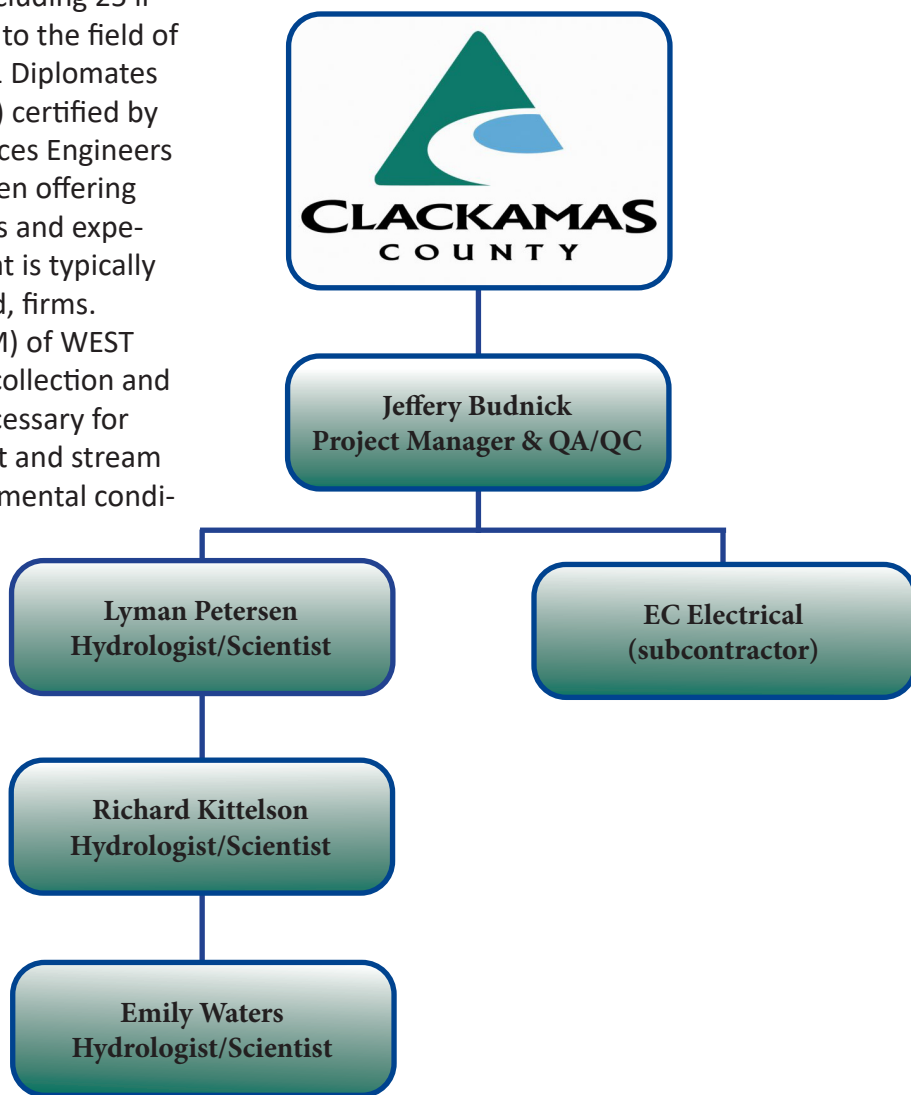 cluding 25 li-
to the field of
. Diplomates
) certified by
ces Engineers
en offering
s and expe-
nt is typically
d, firms.
M) of WEST
collection and
cessary for
t and stream
mental condi-
CLACKAMAS
COUNTY
Jeffery Budnick
Project Manager & QA/QC
Lyman Petersen
Hydrologist/Scientist
EC Electrical
(subcontractor)
Richard Kittelson
Hydrologist/Scientist
Emily Waters
Hydrologist/Scientist